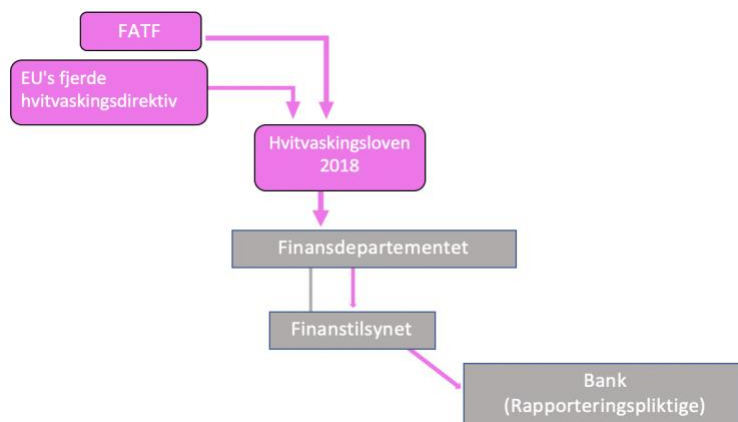 FATF
EU's fjerde
hvitvaskingsdirektiv
Hvitvaskingsloven
2018
Finansdepartementet
Finanstilsynet
Bank
(Rapporteringspliktige)